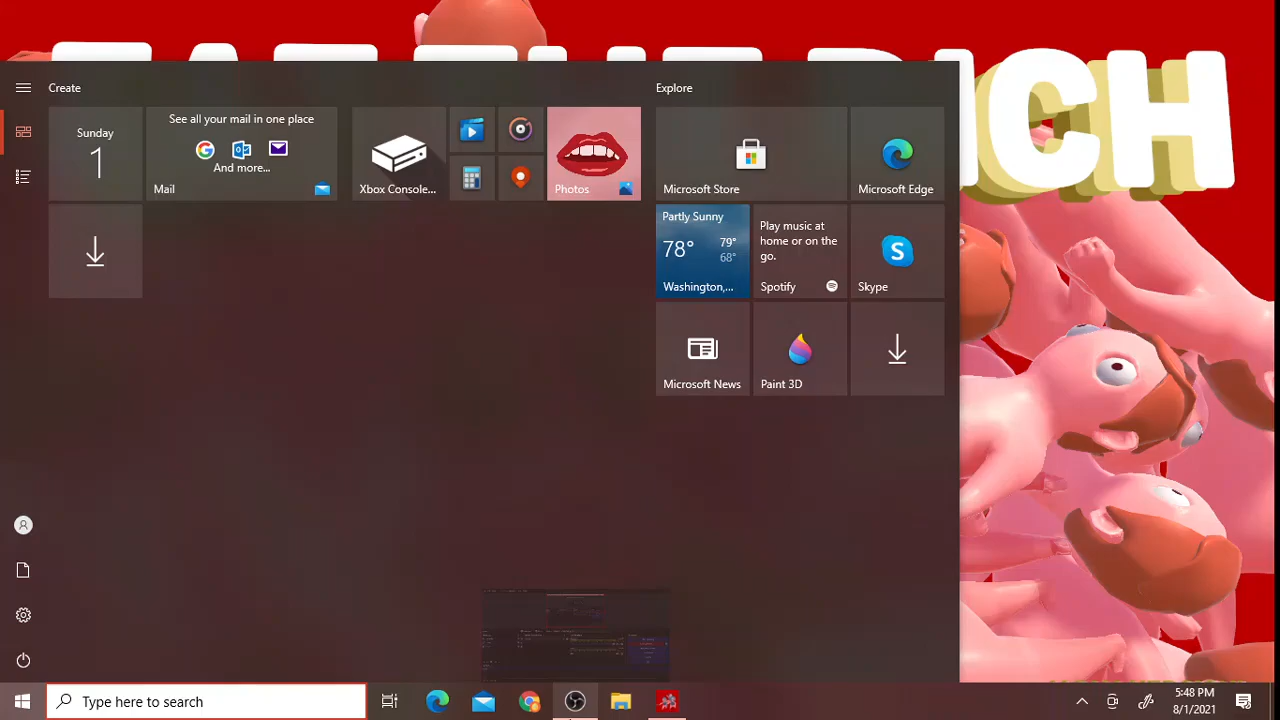 Create
Explore
Sunday
1
See all your mail in one place
And more...
Mail
Xbox Console...
Photos
Microsoft Store
Microsoft Edge
Partly Sunny
78°
79°
68°
Washington,...
Play music at
home or on the
go.
Spotify
Skype
Microsoft News
Paint 3D
Type here to search
5:48 PM
8/1/2021